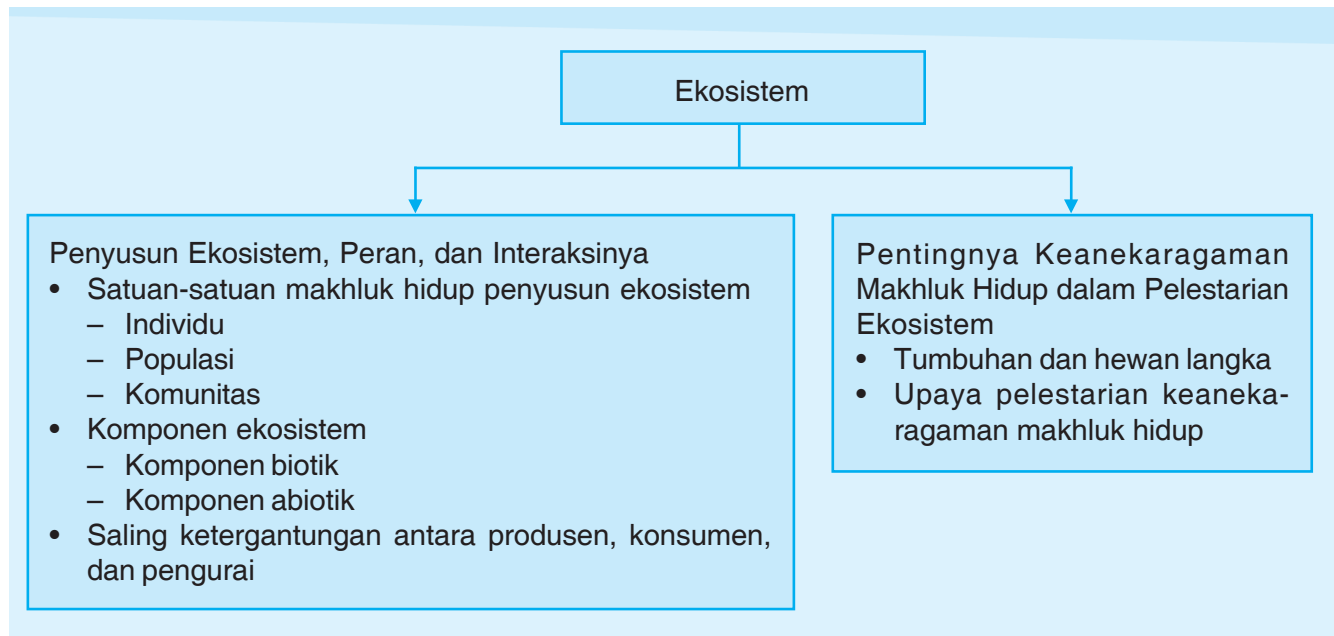 Ekosistem
Penyusun Ekosistem, Peran, dan Interaksinya
• Satuan-satuan makhluk hidup penyusun ekosistem
– Individu
– Populasi
– Komunitas
• Komponen ekosistem
– Komponen biotik
– Komponen abiotik
• Saling ketergantungan antara produsen, konsumen,
dan pengurai
Pentingnya Keanekaragaman
Makhluk Hidup dalam Pelestarian
Ekosistem
• Tumbuhan dan hewan langka
• Upaya pelestarian keaneka-
ragaman makhluk hidup